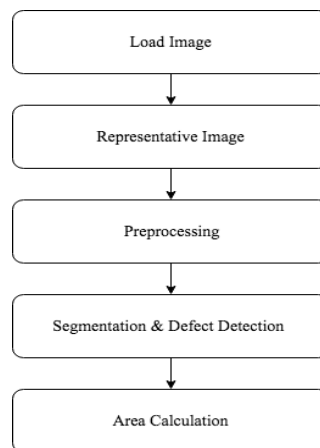 Load Image
Representative Image
Preprocessing
Segmentation & Defect Detection
Area Calculation